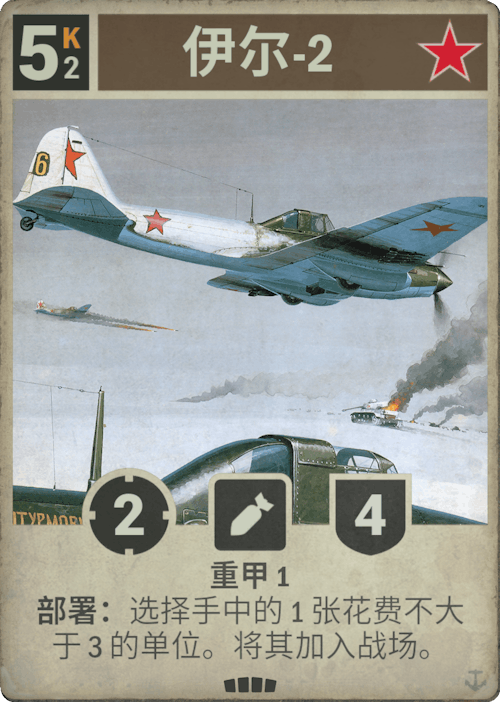 5 K 伊尔-2
2
6
ШТУРМОВ
2 4
重甲 1
部署：选择手中的 1 张花费不大
于 3 的单位。将其加入战场。